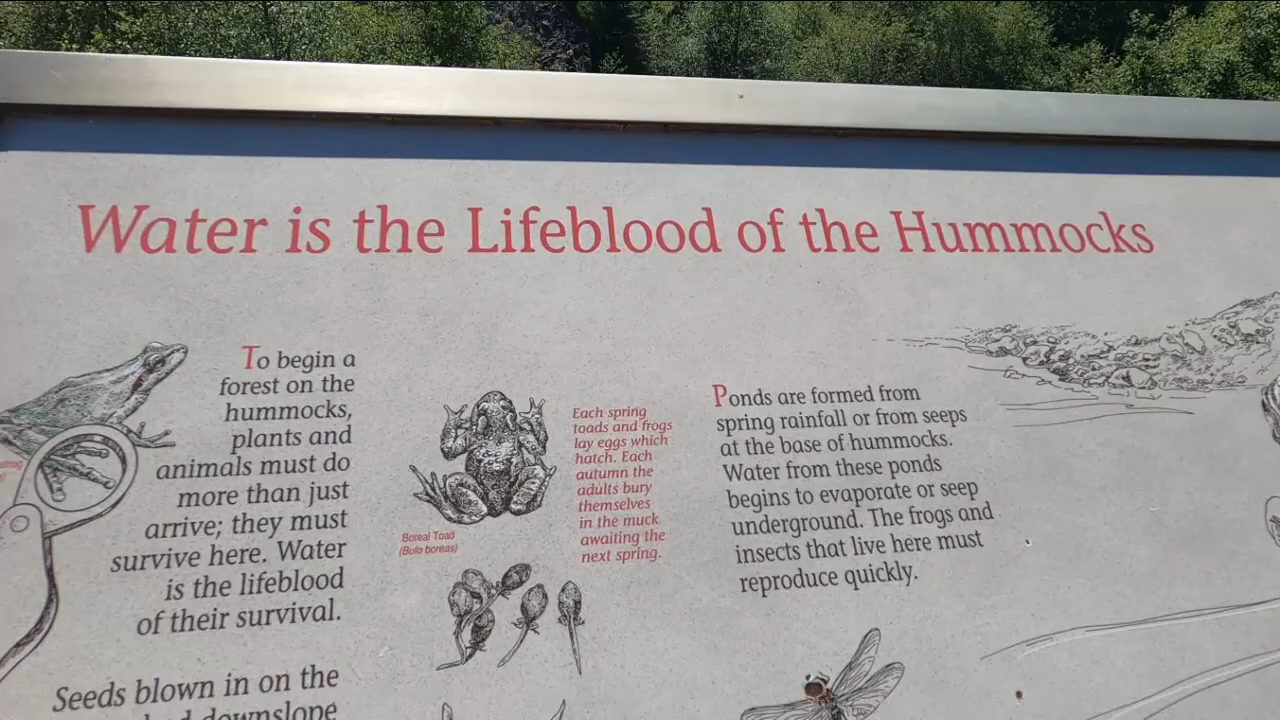 Water is the Lifeblood of the Hummocks
To begin a
forest on the
hummocks,
plants and
animals must do
more than just
arrive; they must
survive here. Water
is the lifeblood
of their survival.
Seeds blown in on the
downslope
Boreal Toad
(Bufo boreas)
Each spring
toads and frogs
lay eggs which
hatch. Each
autumn the
adults bury
themselves
in the muck
awaiting the
next spring.
Ponds are formed from
spring rainfall or from seeps
at the base of hummocks.
Water from these ponds
begins to evaporate or seep
underground. The frogs and
insects that live here must
reproduce quickly.